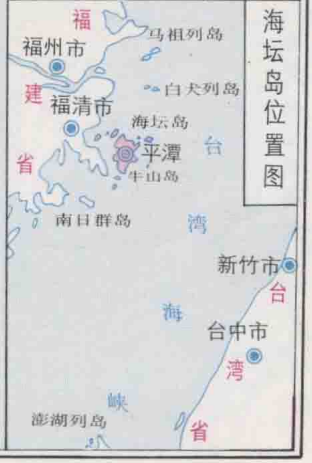 海坛岛位置图
福建省
马祖列岛
福州市
白犬列岛
福清市
海坛岛
平潭
牛山岛
南日群岛
台湾海峡
新竹市
台中市
台湾省
澎湖列岛